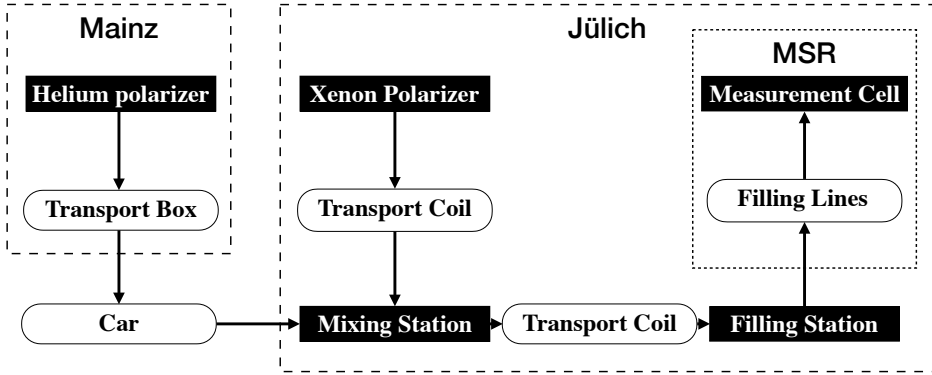 Mainz
Jülich
MSR
Helium polarizer
Xenon Polarizer
Measurement Cell
Transport Box
Transport Coil
Filling Lines
Car
Mixing Station
Transport Coil
Filling Station